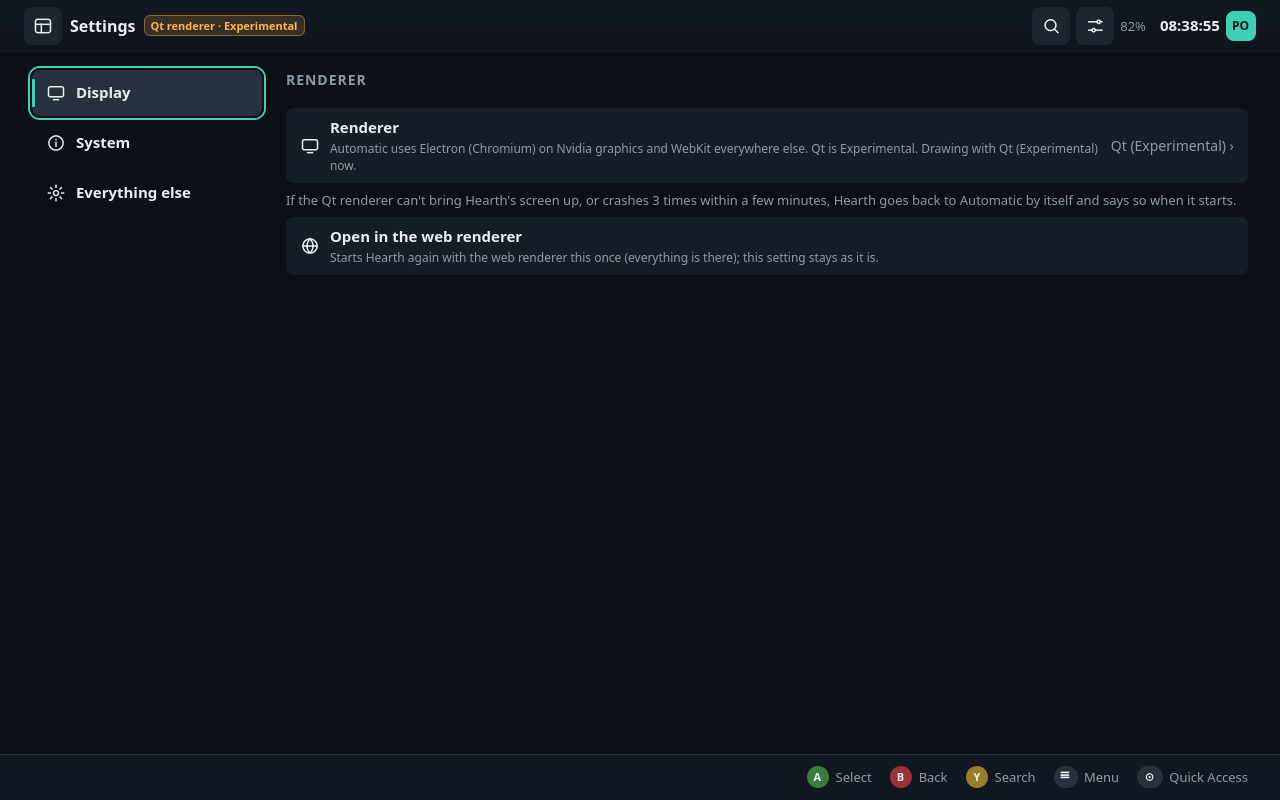 Settings
Qt renderer · Experimental
82%
08:38:55
PO
Display
System
Everything else
RENDERER
Renderer
Automatic uses Electron (Chromium) on Nvidia graphics and WebKit everywhere else. Qt is Experimental. Drawing with Qt (Experimental)
now.
Qt (Experimental) ›
If the Qt renderer can't bring Hearth's screen up, or crashes 3 times within a few minutes, Hearth goes back to Automatic by itself and says so when it starts.
Open in the web renderer
Starts Hearth again with the web renderer this once (everything is there); this setting stays as it is.
A Select
B Back
Y Search
Menu
Quick Access